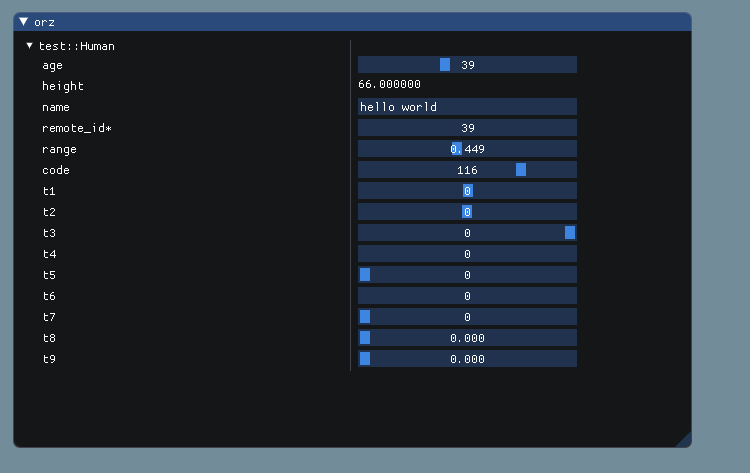 orz
test::Human
age 39
height 66.000000
name hello world
remote_id* 39
range 0.449
code 116
t1 0
t2 0
t3 0
t4 0
t5 0
t6 0
t7 0
t8 0.000
t9 0.000